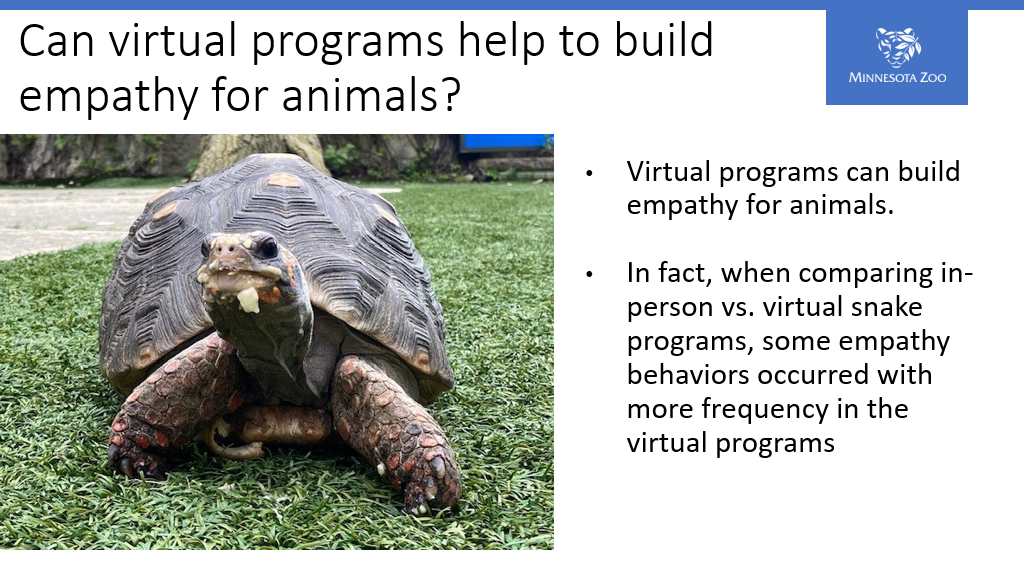 Can virtual programs help to build
empathy for animals?
MINNESOTA ZOO
• Virtual programs can build
empathy for animals.
• In fact, when comparing in-
person vs. virtual snake
programs, some empathy
behaviors occurred with
more frequency in the
virtual programs